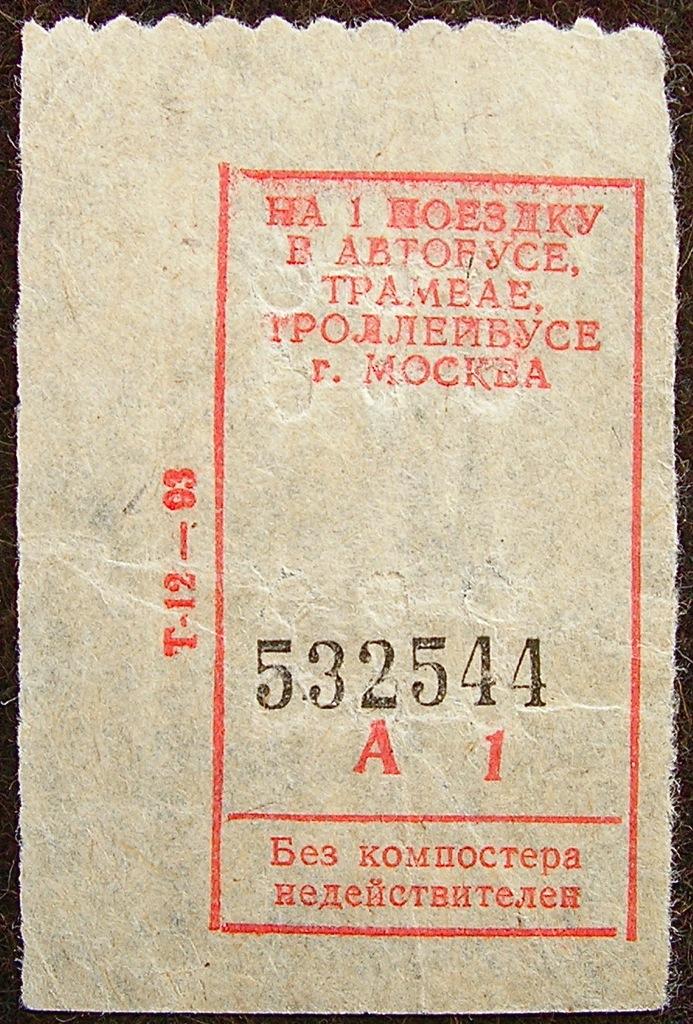 НА 1 ПОЕЗДКУ
В АВТОБУСЕ,
ТРАМВАЕ,
ТРОЛЛЕЙБУСЕ
г. МОСКВА
Т-12—93
532544
А 1
Без компостера
недействителен